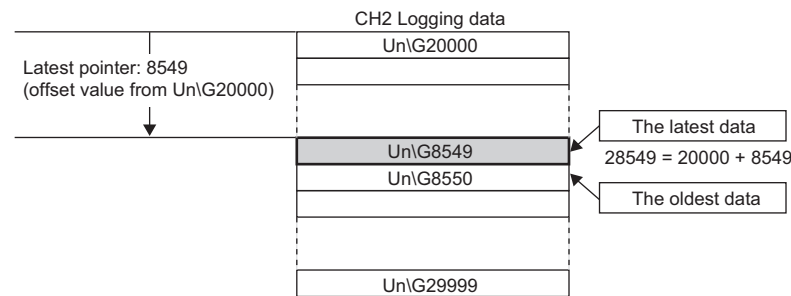 CH2 Logging data
Un\G20000
Latest pointer: 8549
(offset value from Un\G20000)
The latest data
Un\G8549
28549 = 20000 + 8549
Un\G8550
The oldest data
Un\G29999